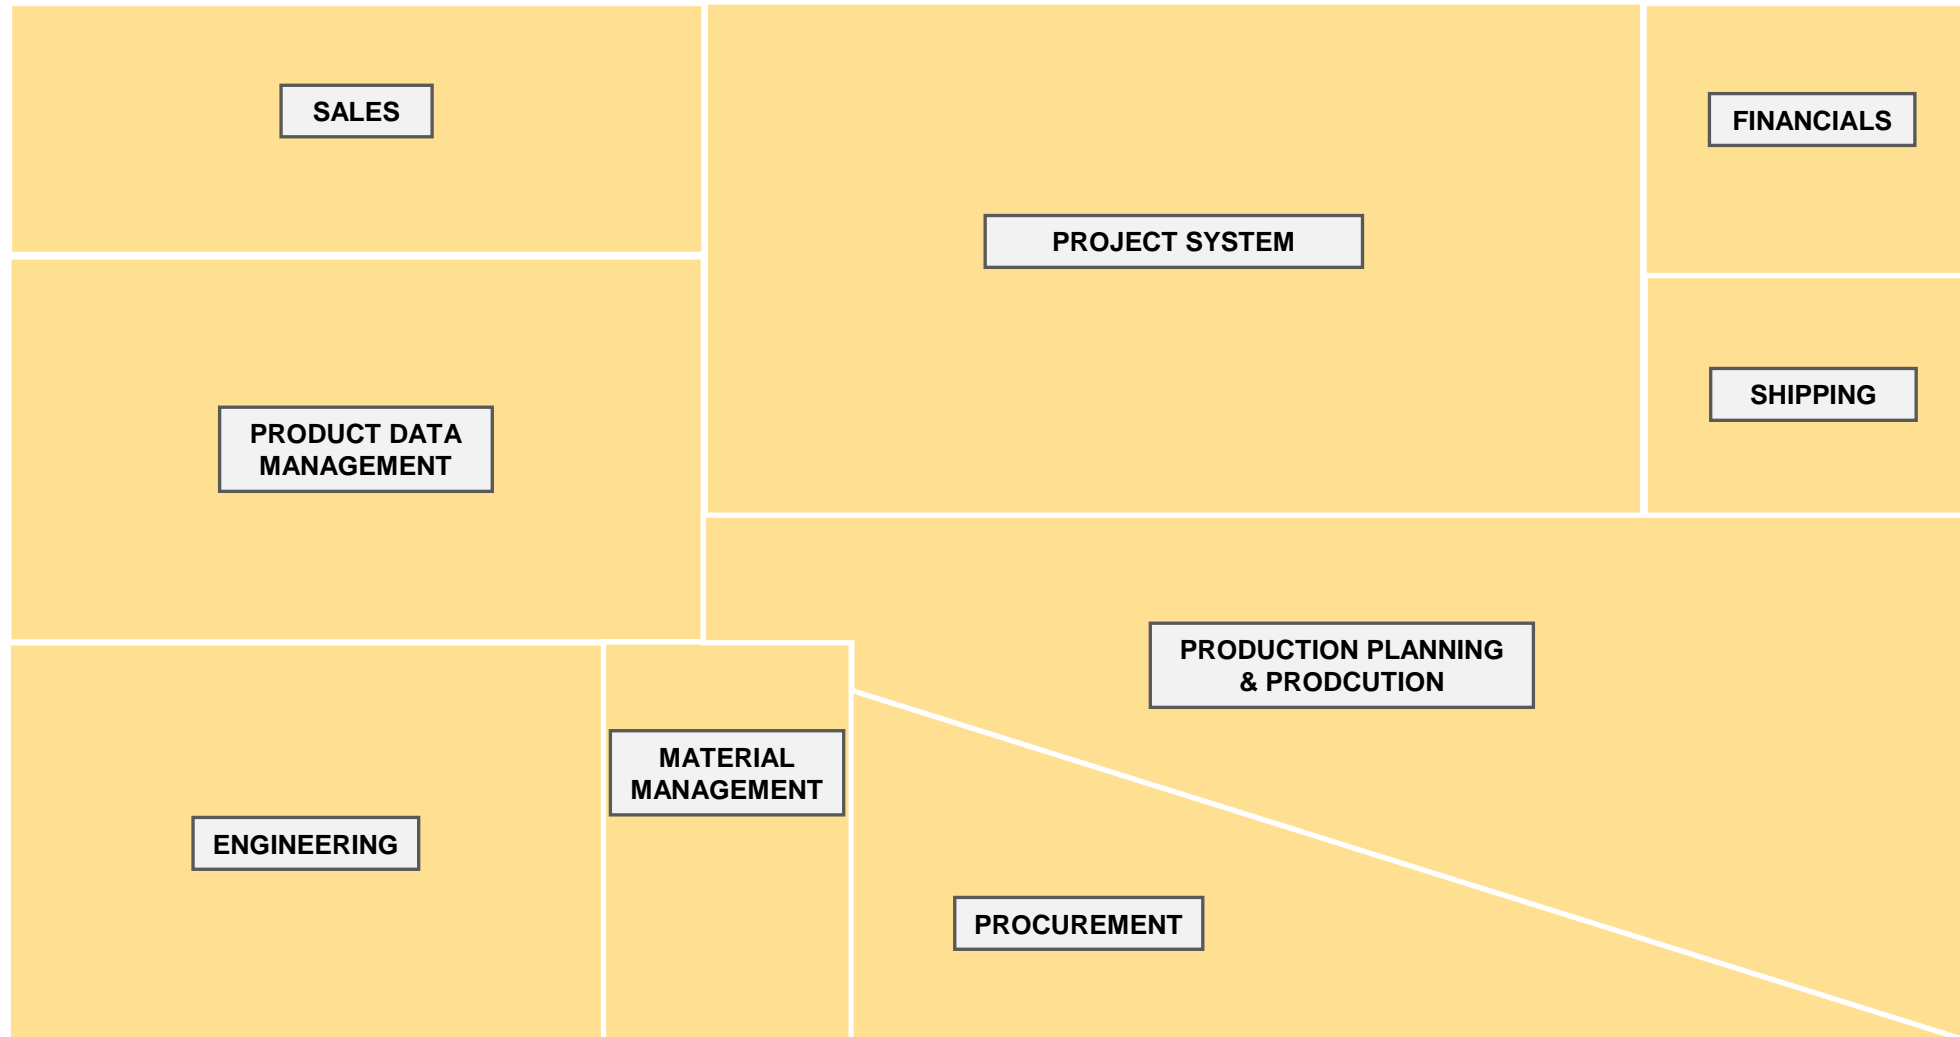 SALES
PROJECT SYSTEM
FINANCIALS
SHIPPING
PRODUCT DATA
MANAGEMENT
PRODUCTION PLANNING
& PRODCUTION
MATERIAL
MANAGEMENT
ENGINEERING
PROCUREMENT